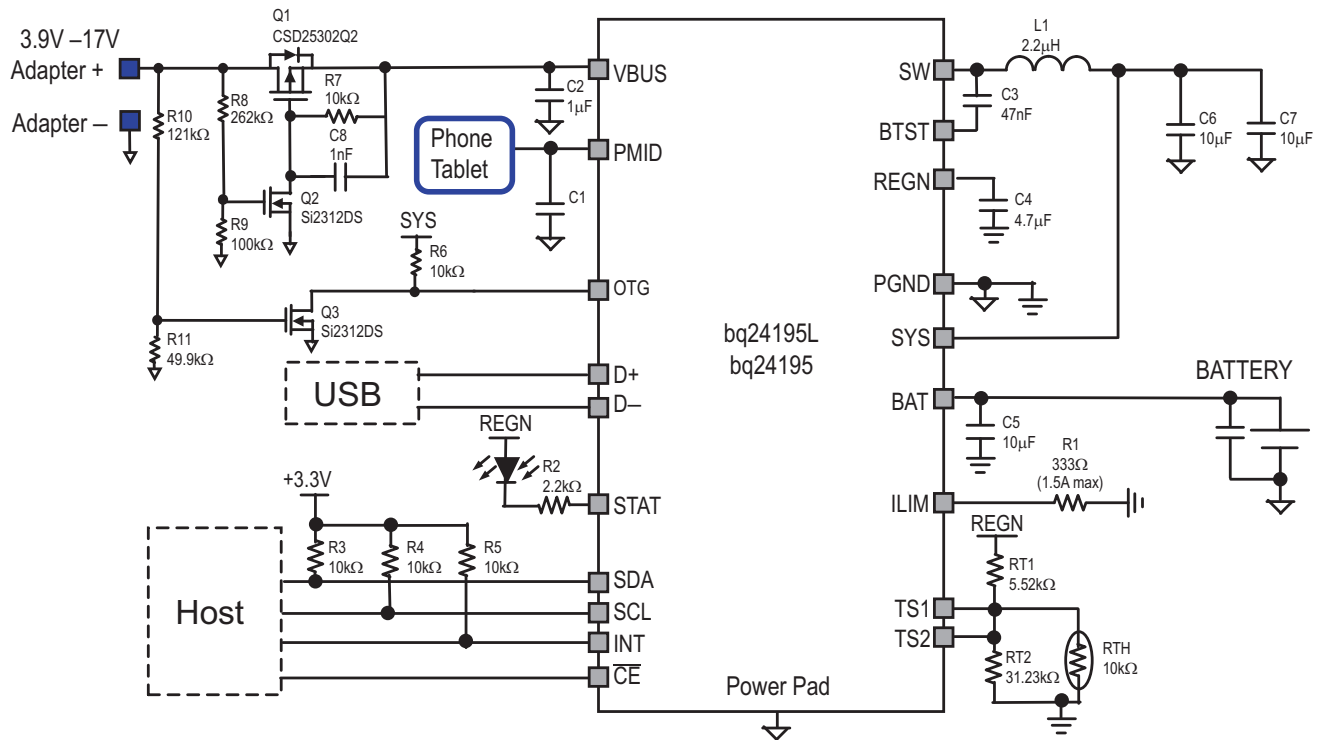 Q1
CSD25302Q2
3.9V –17V
Adapter +
Adapter –
R10
121kΩ
R8
262kΩ
R7
10kΩ
C8
1nF
C2
1μF
VBUS
Phone
Tablet
PMID
C1
Q2
Si2312DS
R9
100kΩ
SYS
R6
10kΩ
OTG
Q3
Si2312DS
R11
49.9kΩ
USB
D+
D–
REGN
R2
2.2kΩ
STAT
+3.3V
R3
10kΩ
R4
10kΩ
R5
10kΩ
Host
SDA
SCL
INT
CE
bq24195L
bq24195
Power Pad
SW
L1
2.2μH
C3
47nF
BTST
C6
10μF
C7
10μF
REGN
C4
4.7μF
PGND
SYS
BATTERY
BAT
C5
10μF
R1
333Ω
(1.5A max)
ILIM
REGN
RT1
5.52kΩ
TS1
TS2
RT2
31.23kΩ
RTH
10kΩ